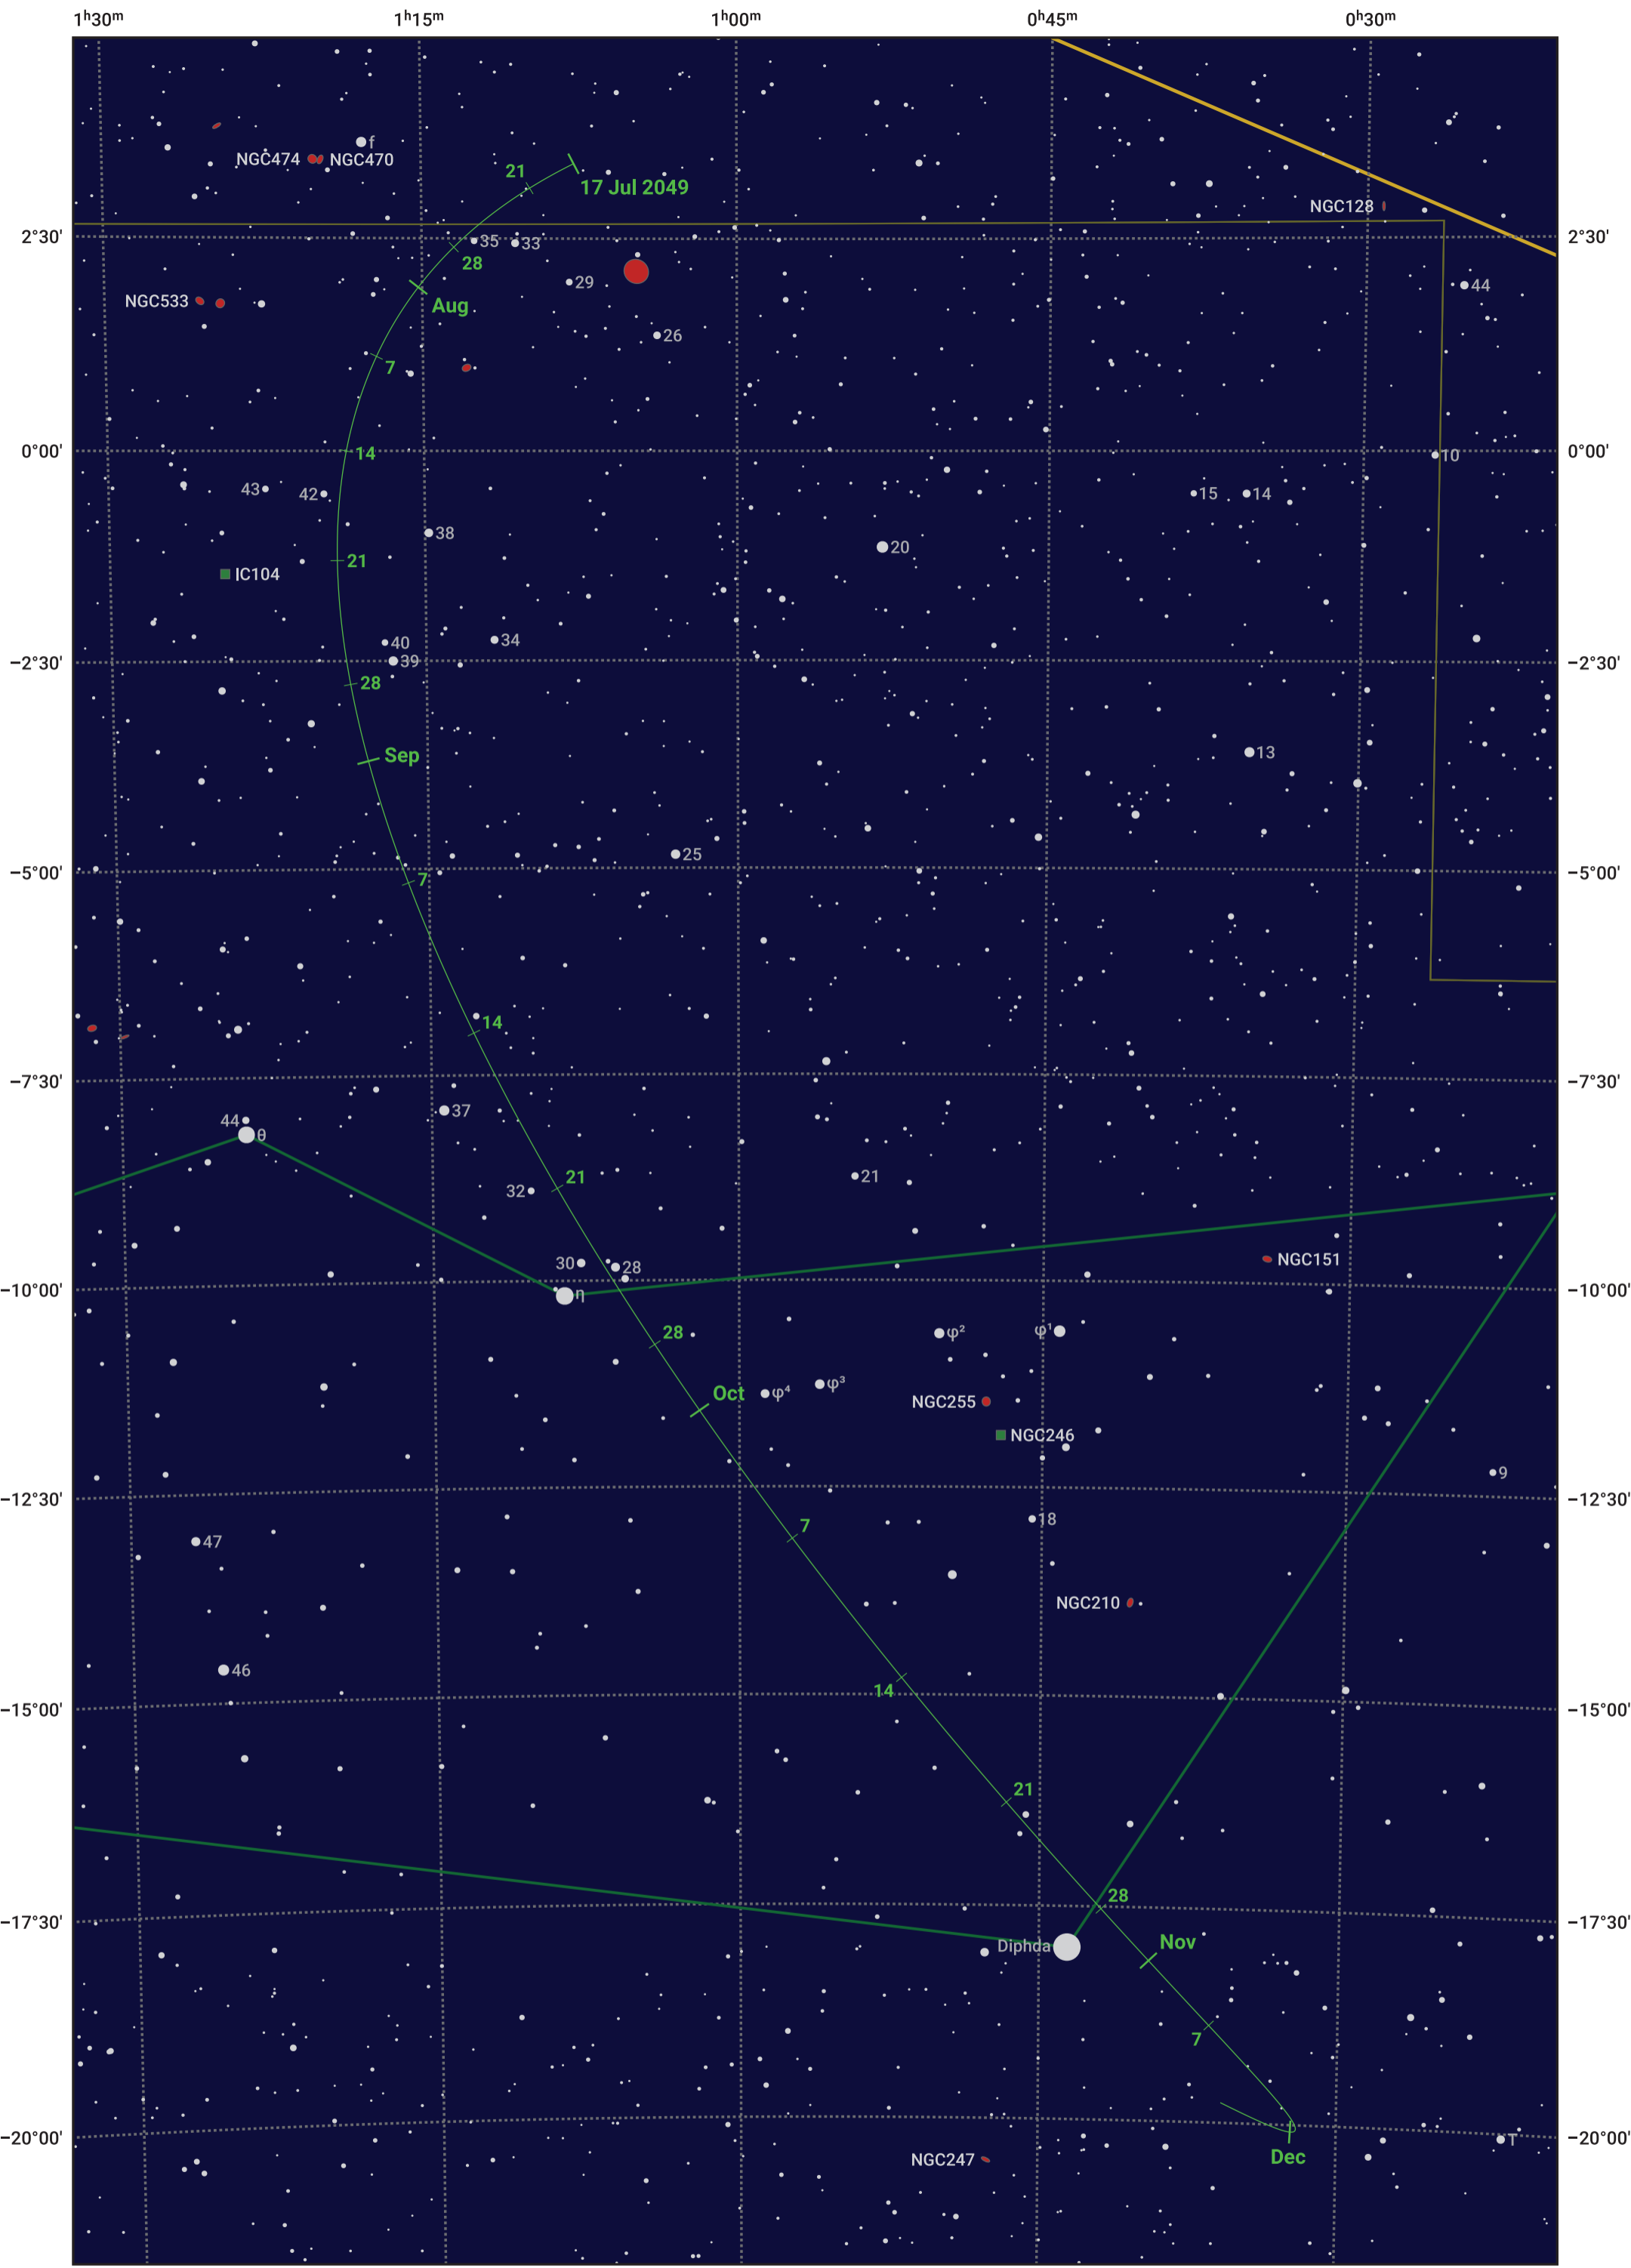 1ʰ30ᵐ 1ʰ15ᵐ 1ʰ00ᵐ 0ʰ45ᵐ 0ʰ30ᵐ
f
NGC474 NGC470
21
17 Jul 2049
NGC128
2°30' 2°30'
35 33
28
29 44
NGC533
Aug
26
7
0°00' 14 10 0°00'
43 42 15 14
38
20
21
IC104
40 34
−2°30' 39 −2°30'
28
Sep 13
25
−5°00' 7 −5°00'
14
−7°30' −7°30'
37
44
θ
21 21
32
30 28 NGC151
−10°00' η −10°00'
28 φ² φ¹
Oct φ⁴ φ³
NGC255
NGC246
9
−12°30' −12°30'
18
7
47
NGC210
46
14
−15°00' −15°00'
21
28
−17°30' −17°30'
Diphda Nov
7
−20°00' T −20°00'
NGC247 Dec